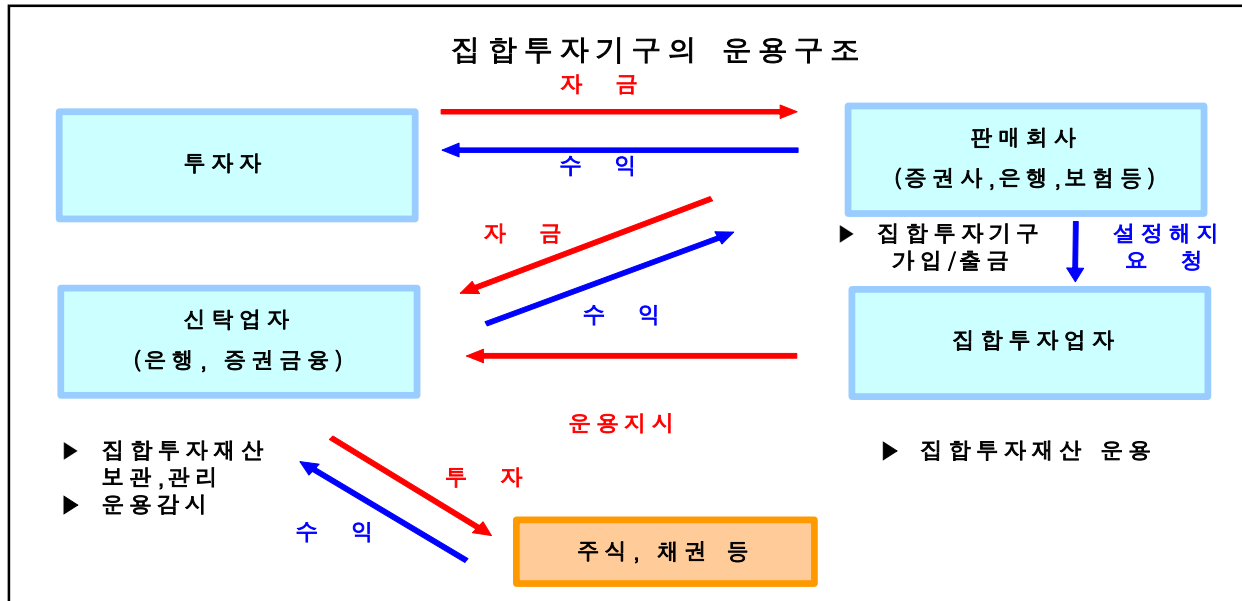 집합투자기구의 운용구조
자 금
투자자
수 익
판매회사
(증권사,은행,보험등)
자 금
▶ 집합투자기구
가입/출금
설정해지
요 청
신탁업자
(은행, 증권금융)
수 익
집합투자업자
운용지시
▶ 집합투자재산
보관,관리
▶ 운용감시
▶ 집합투자재산 운용
투 자
수 익
주식, 채권 등